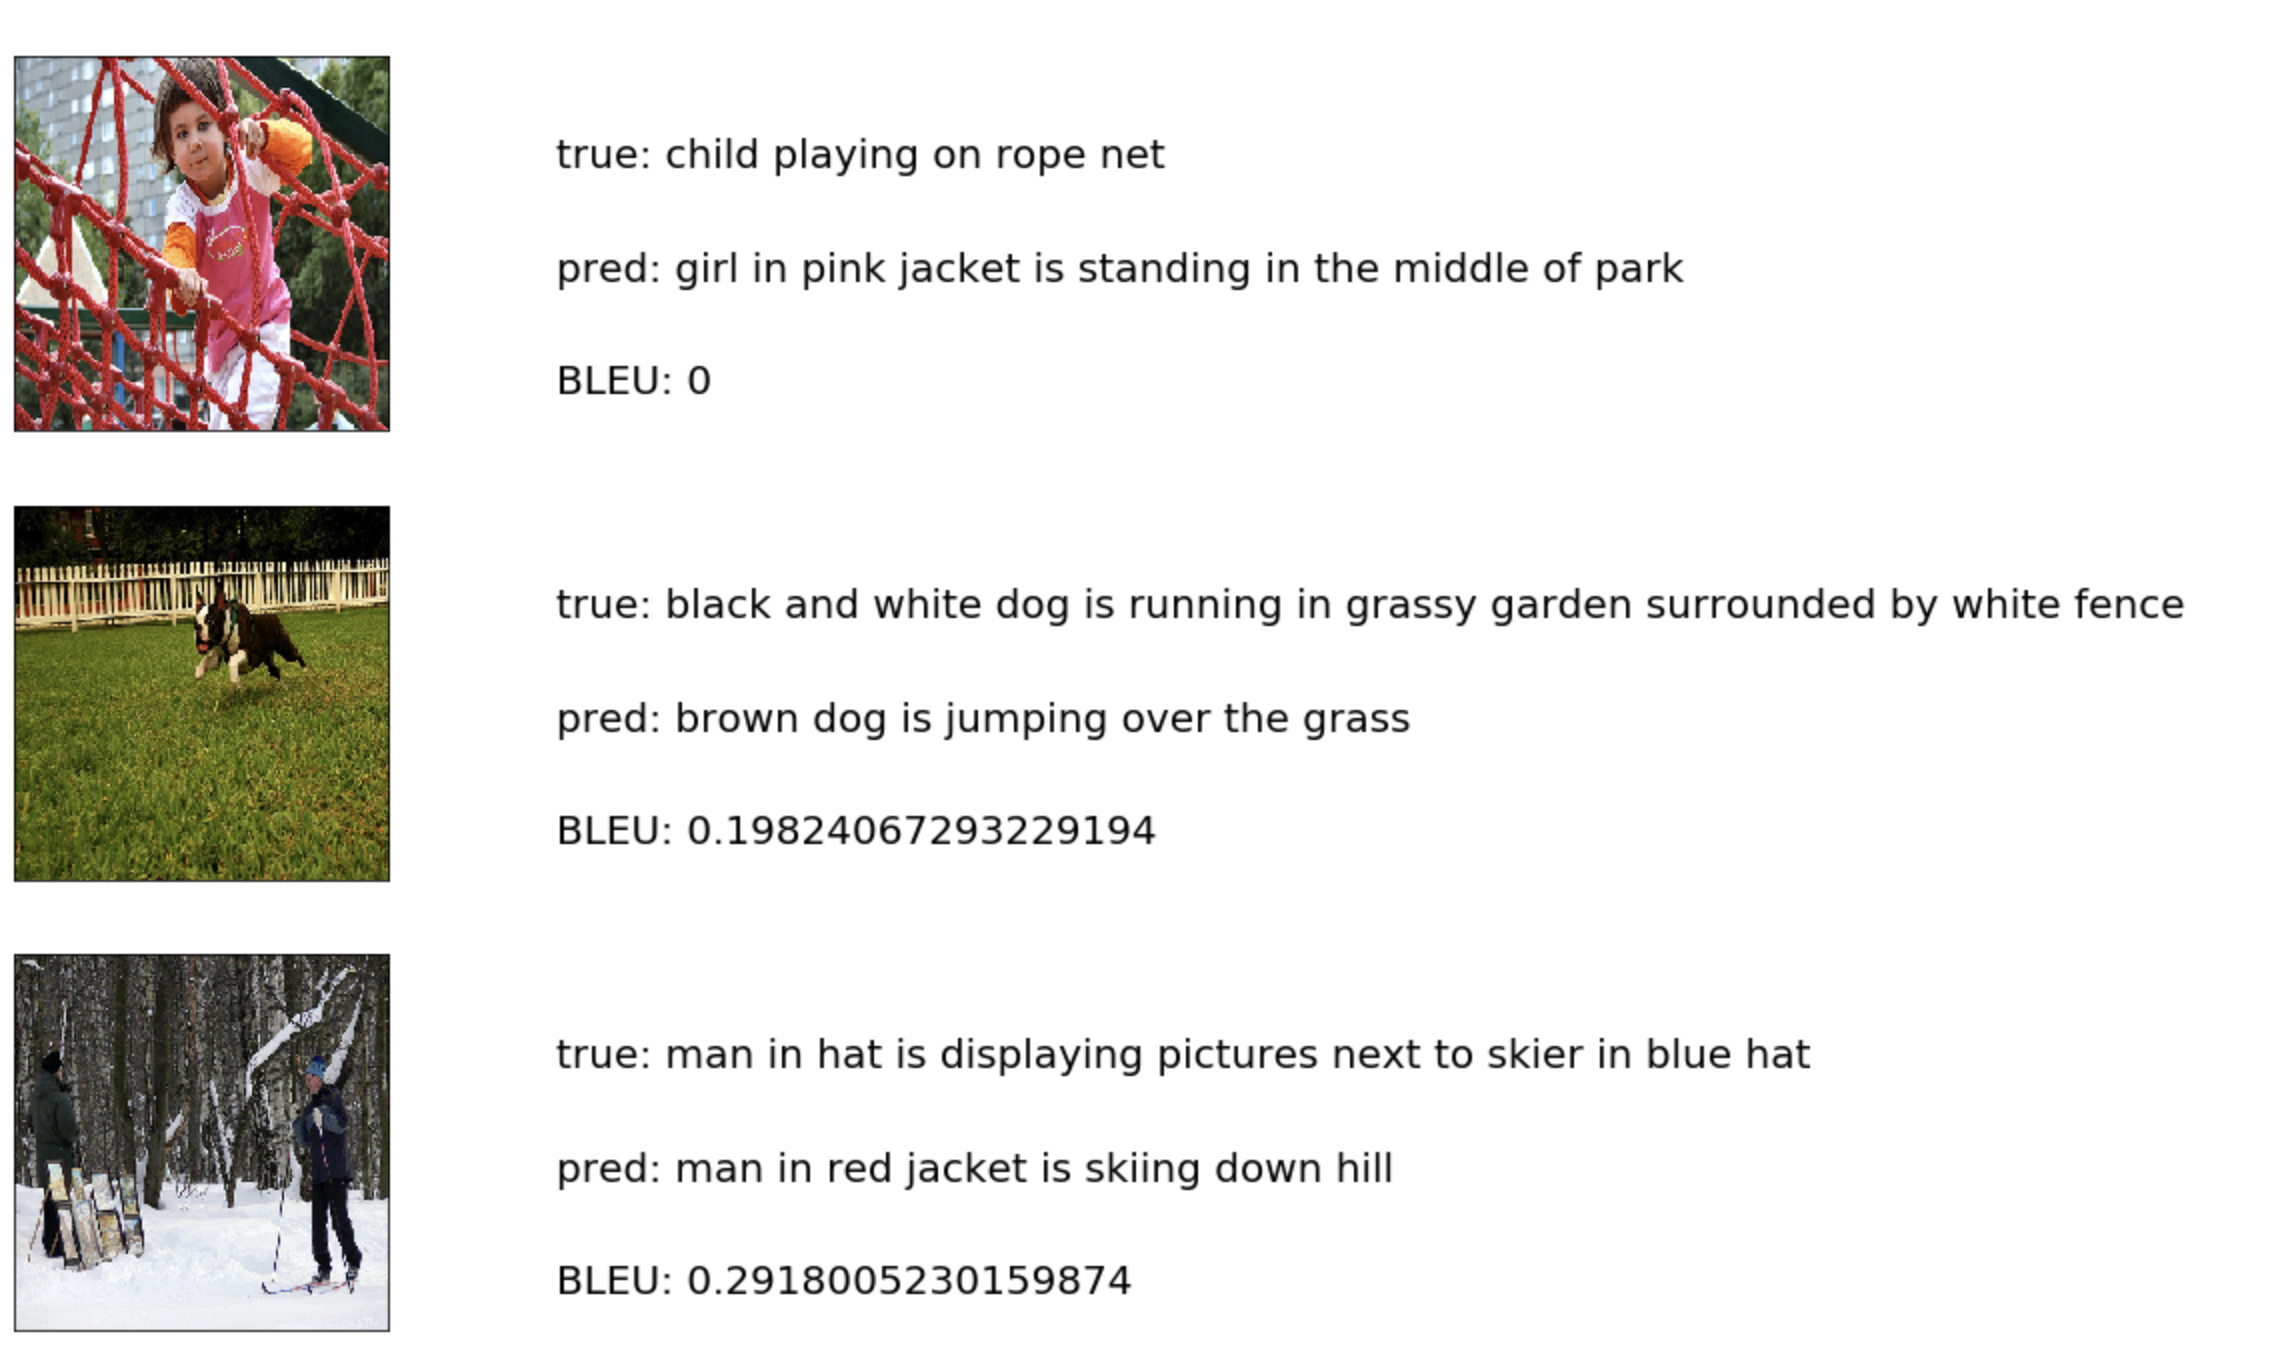 true: child playing on rope net
pred: girl in pink jacket is standing in the middle of park
BLEU: 0
true: black and white dog is running in grassy garden surrounded by white fence
pred: brown dog is jumping over the grass
BLEU: 0.19824067293229194
true: man in hat is displaying pictures next to skier in blue hat
pred: man in red jacket is skiing down hill
BLEU: 0.2918005230159874